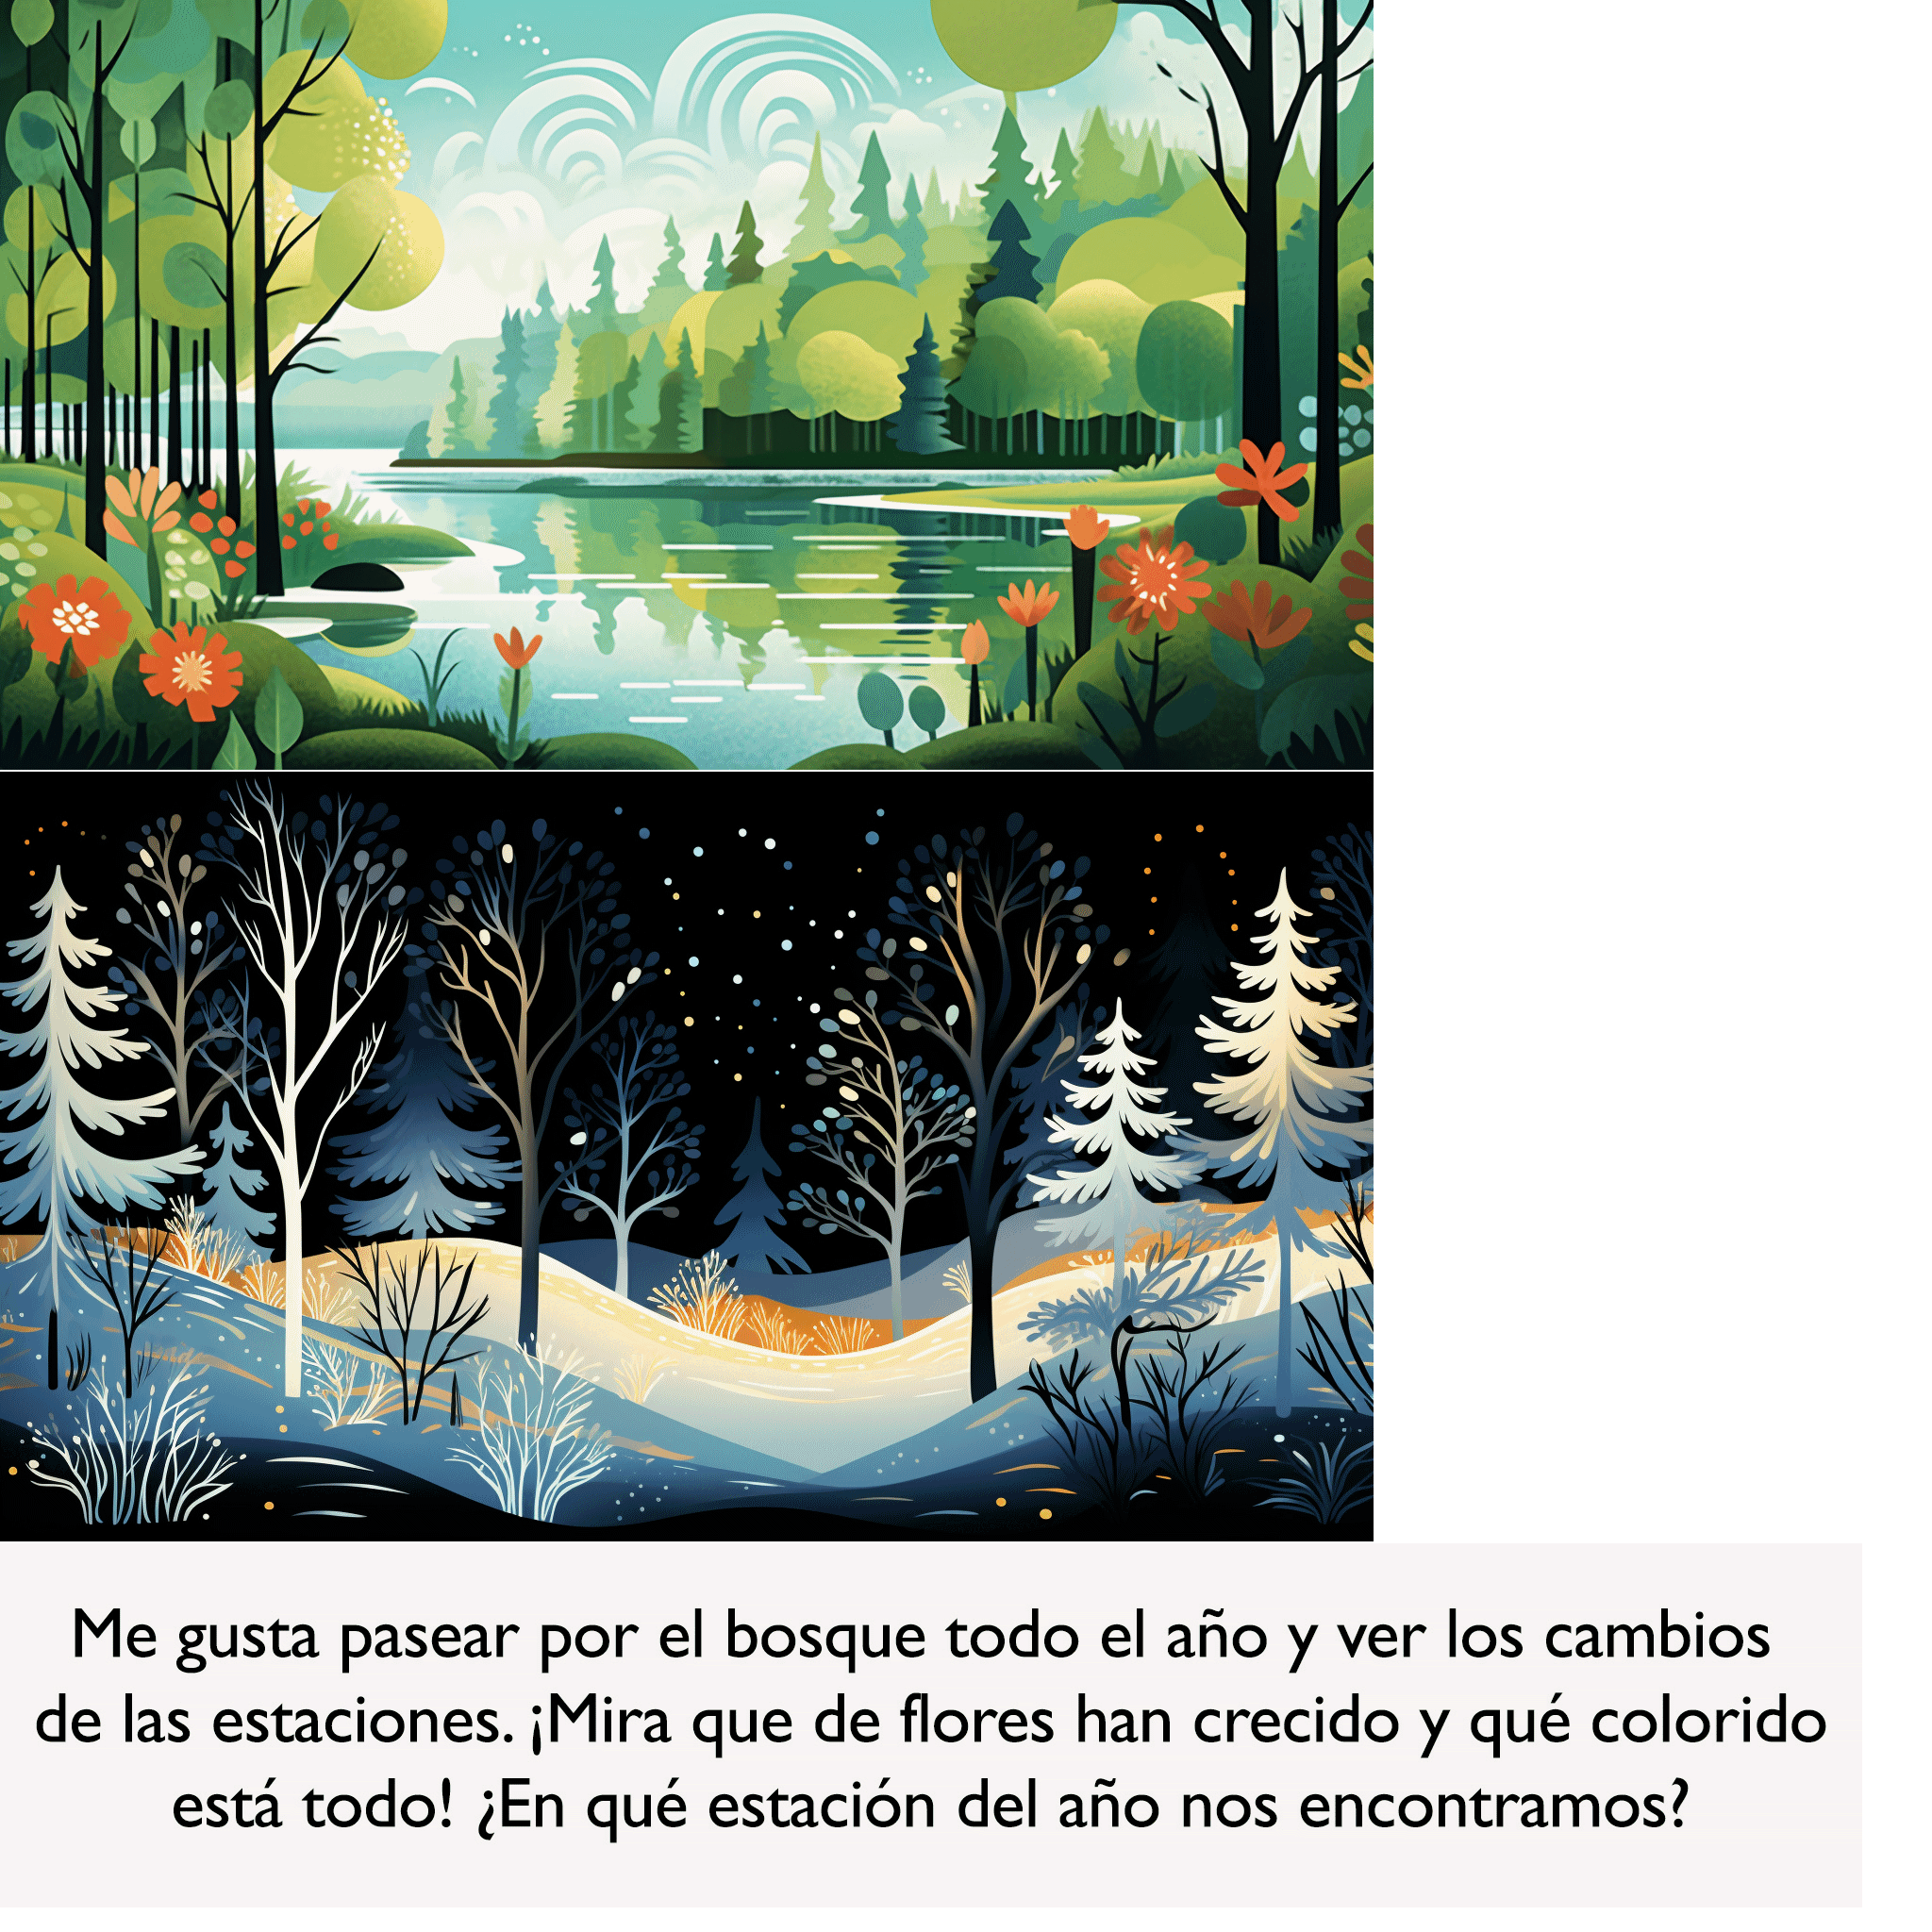 Me gusta pasear por el bosque todo el año y ver los cambios
de las estaciones. ¡Mira que de flores han crecido y qué colorido
está todo! ¿En qué estación del año nos encontramos?